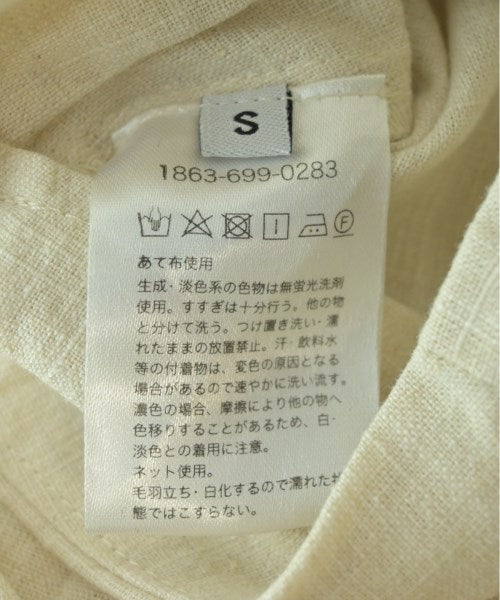 S
1863-699-0283
F
あて布使用
生成・淡色系の色物は無蛍光洗剤
使用。すすぎは十分行う。他の物
と分けて洗う。つけ置き洗い・濡
れたままの放置禁止。汗・飲料水
等の付着物は、変色の原因となる
場合があるので速やかに洗い流す。
濃色の場合、摩擦により他の物へ
色移りすることがあるため、白・
淡色との着用に注意。
ネット使用。
毛羽立ち・白化するので濡れた状
態ではこすらない。